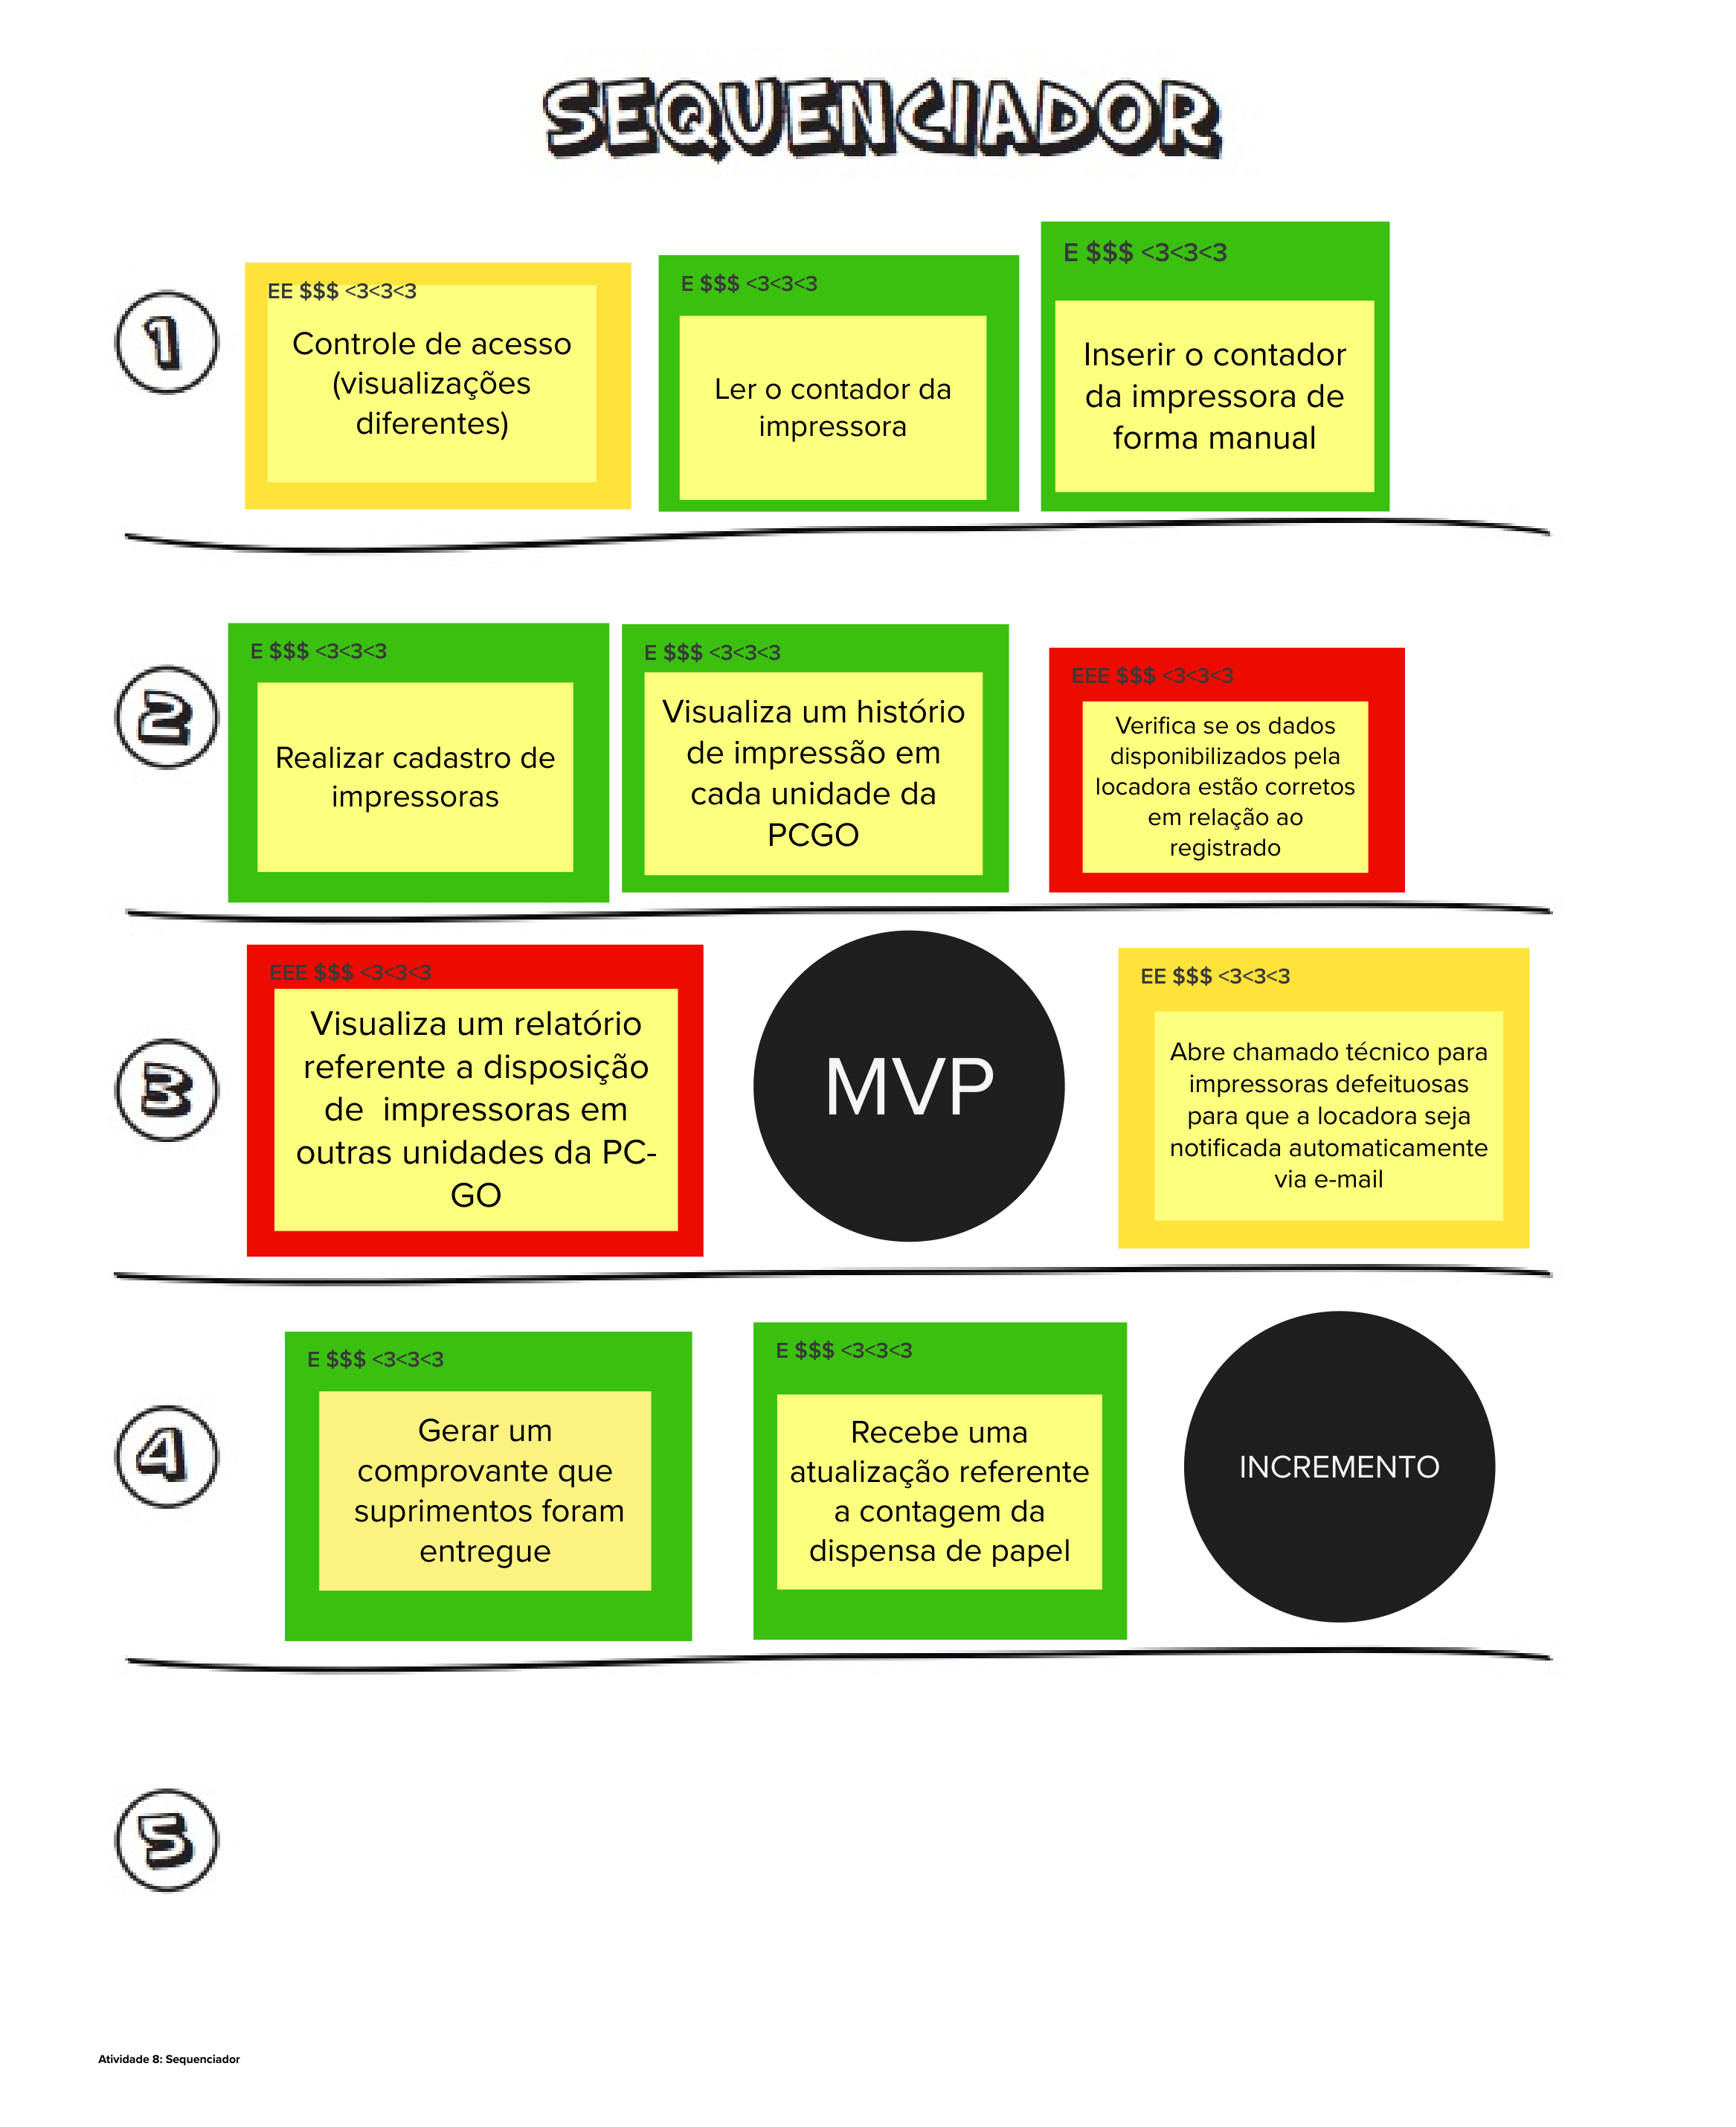 SEQUENCIADOR
1
EE $$$ <3<3<3
Controle de acesso
(visualizações
diferentes)
E $$$ <3<3<3
Ler o contador da
impressora
E $$$ <3<3<3
Inserir o contador
da impressora de
forma manual
2
E $$$ <3<3<3
Realizar cadastro de
impressoras
E $$$ <3<3<3
Visualiza um histório
de impressão em
cada unidade da
PCGO
EEE $$$ <3<3<3
Verifica se os dados
disponibilizados pela
locadora estão corretos
em relação ao
registrado
3
EEE $$$ <3<3<3
Visualiza um relatório
referente a disposição
de  impressoras em
outras unidades da PC-
GO
MVP
EE $$$ <3<3<3
Abre chamado técnico para
impressoras defeituosas
para que a locadora seja
notificada automaticamente
via e-mail
4
E $$$ <3<3<3
Gerar um
comprovante que
suprimentos foram
entregue
E $$$ <3<3<3
Recebe uma
atualização referente
a contagem da
dispensa de papel
INCREMENTO
5
Atividade 8: Sequenciador